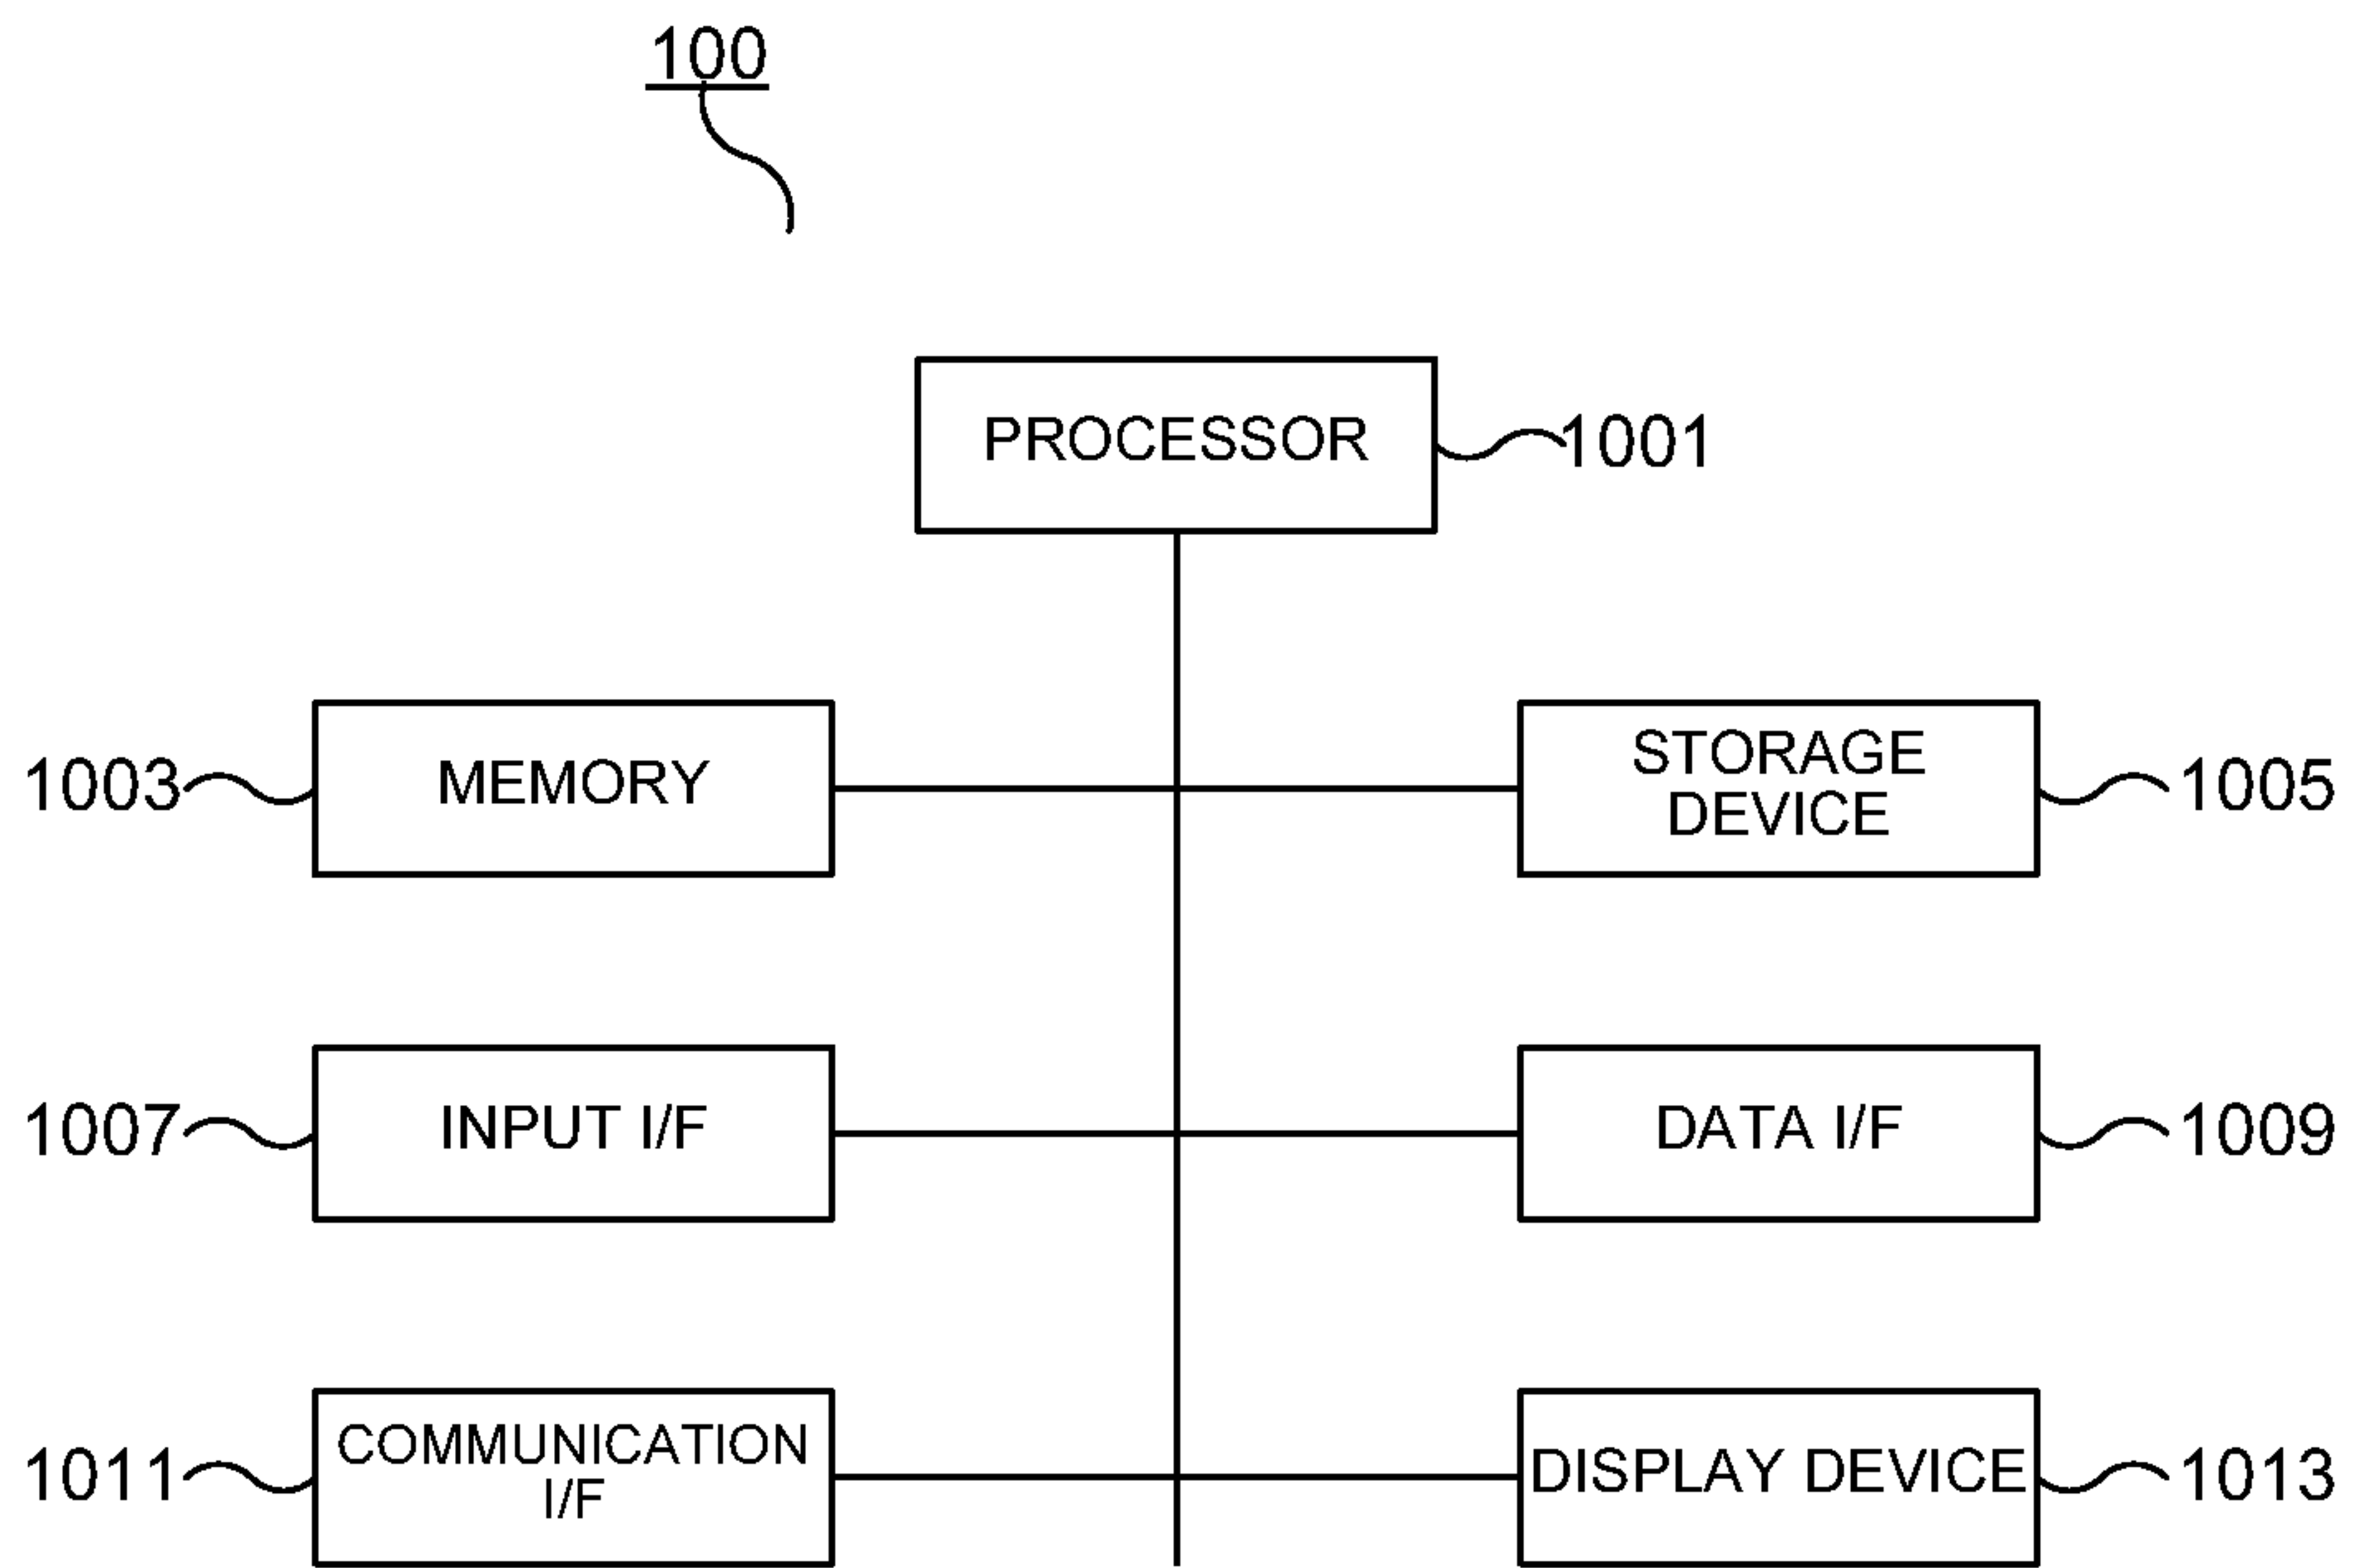 100
PROCESSOR
1001
1003
MEMORY
STORAGE
DEVICE
1005
1007
INPUT I/F
DATA I/F
1009
1011
COMMUNICATION
I/F
DISPLAY DEVICE
1013